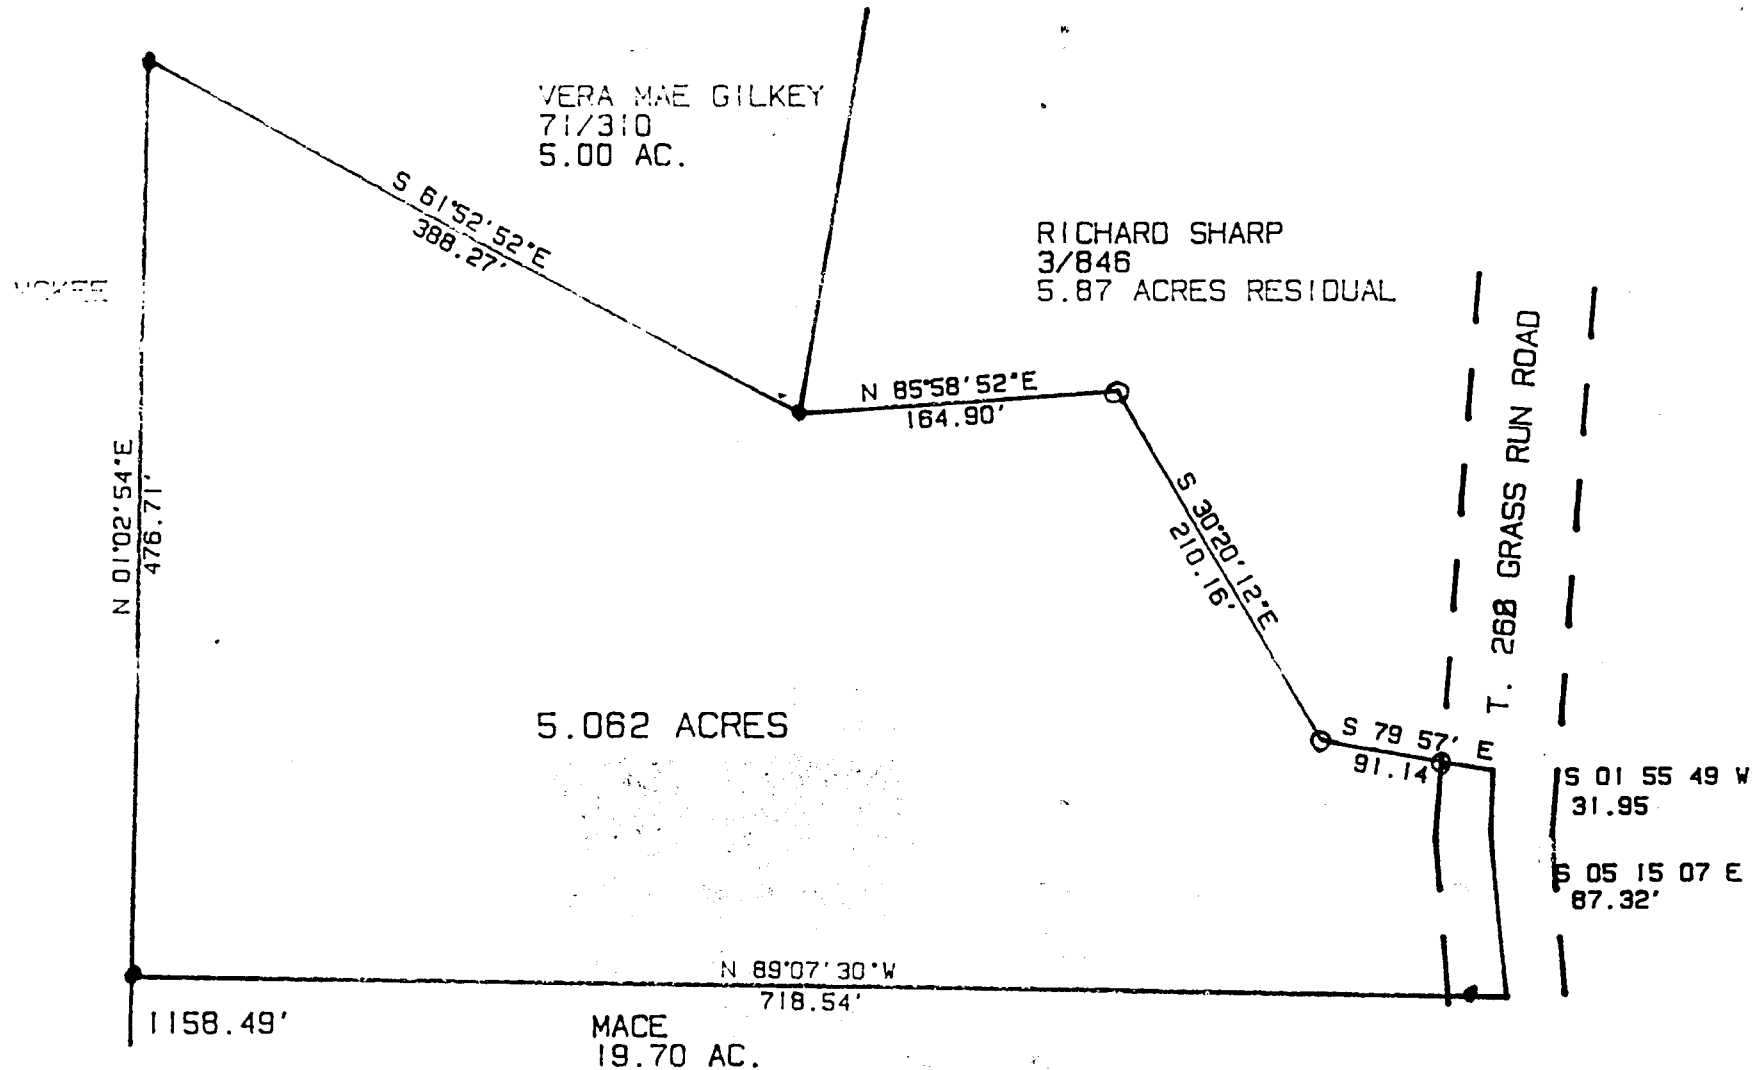 VERA MAE GILKEY
71/310
5.00 AC.
S 61°52'52"E
388.27'
RICHARD SHARP
3/846
5.87 ACRES RESIDUAL
MCKEE
N 85°58'52"E
164.90'
T. 268 GRASS RUN ROAD
N 01°02'54"E
476.71'
S 30°20'12"E
210.16'
5.062 ACRES
S 79 57' E
91.14
S 01 55 49 W
31.95
S 05 15 07 E
87.32'
N 89°07'30"W
718.54'
1158.49'
MACE
19.70 AC.